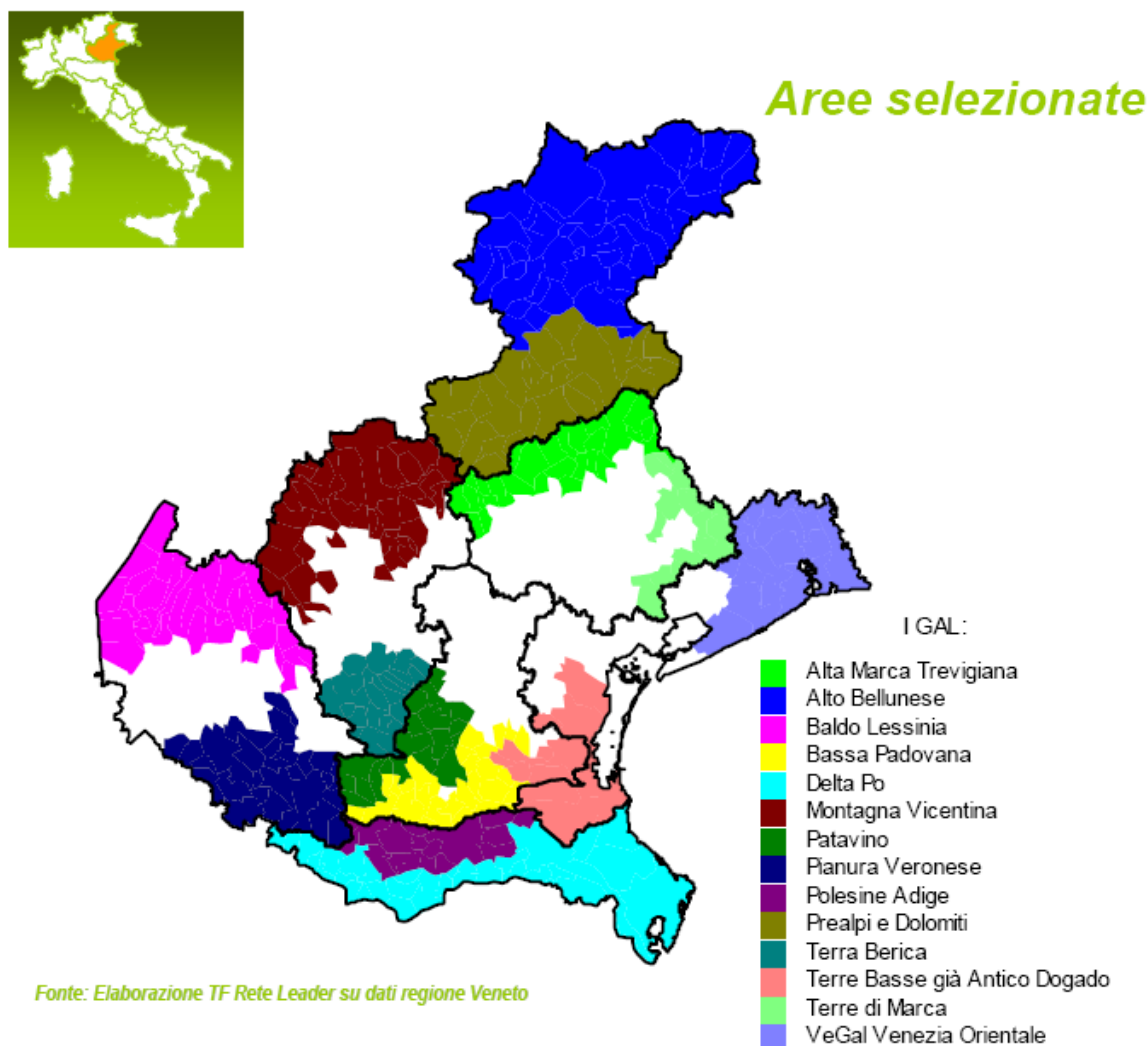 Aree selezionate
I GAL:
Alta Marca Trevigiana
Alto Bellunese
Baldo Lessinia
Bassa Padovana
Delta Po
Montagna Vicentina
Patavino
Pianura Veronese
Polesine Adige
Prealpi e Dolomiti
Terra Berica
Terre Basse già Antico Dogado
Terre di Marca
VeGal Venezia Orientale
Fonte: Elaborazione TF Rete Leader su dati regione Veneto